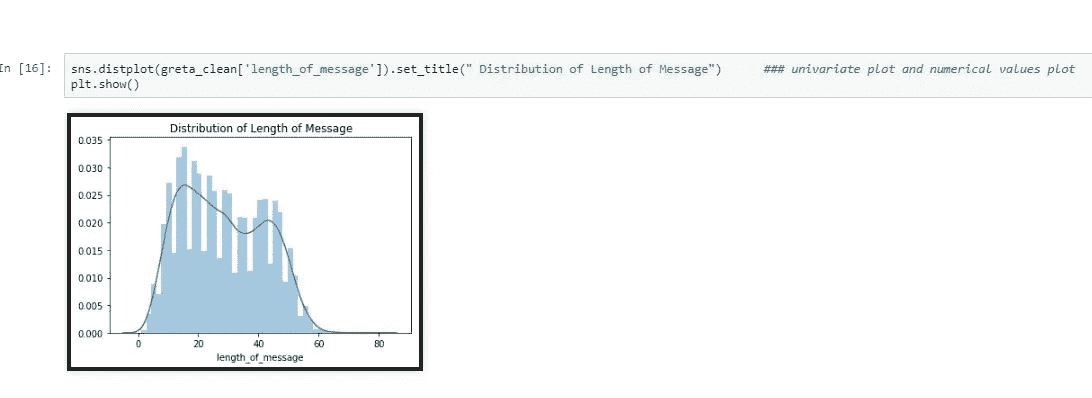 In [16]:
sns.distplot(greta_clean['length_of_message']).set_title(" Distribution of Length of Message")      ### univariate plot and numerical values plot
plt.show()
Distribution of Length of Message
0.035
0.030
0.025
0.020
0.015
0.010
0.005
0.000
0 20 40 60 80
length_of_message